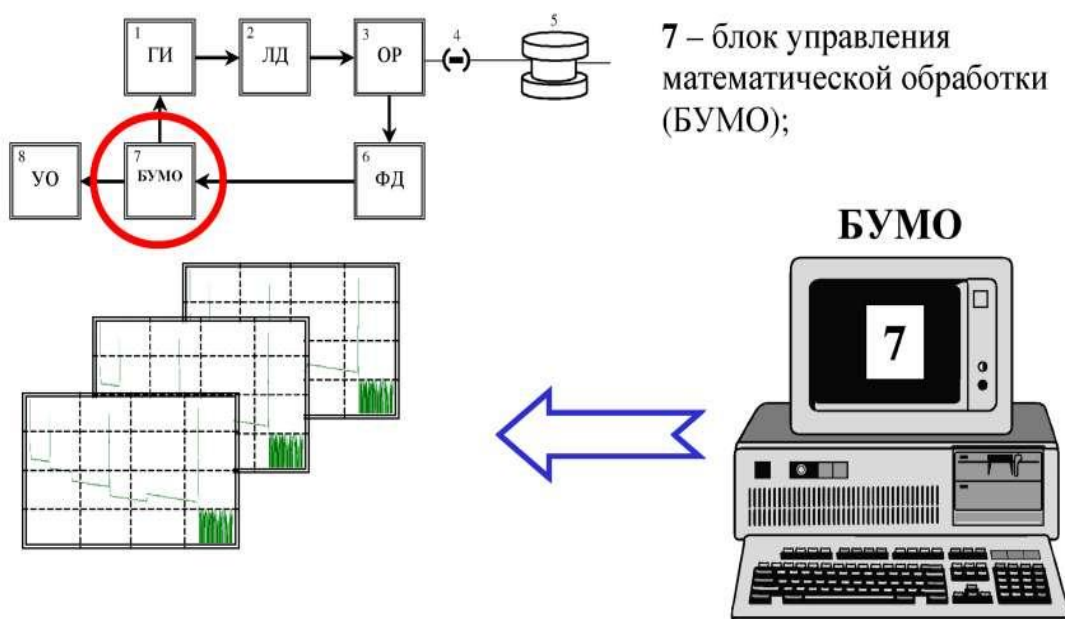 1
ГИ
2
ЛД
3
ОР
4
5
7 – блок управления
математической обработки
(БУМО);
8
УО
7
БУМО
6
ФД
БУМО
7